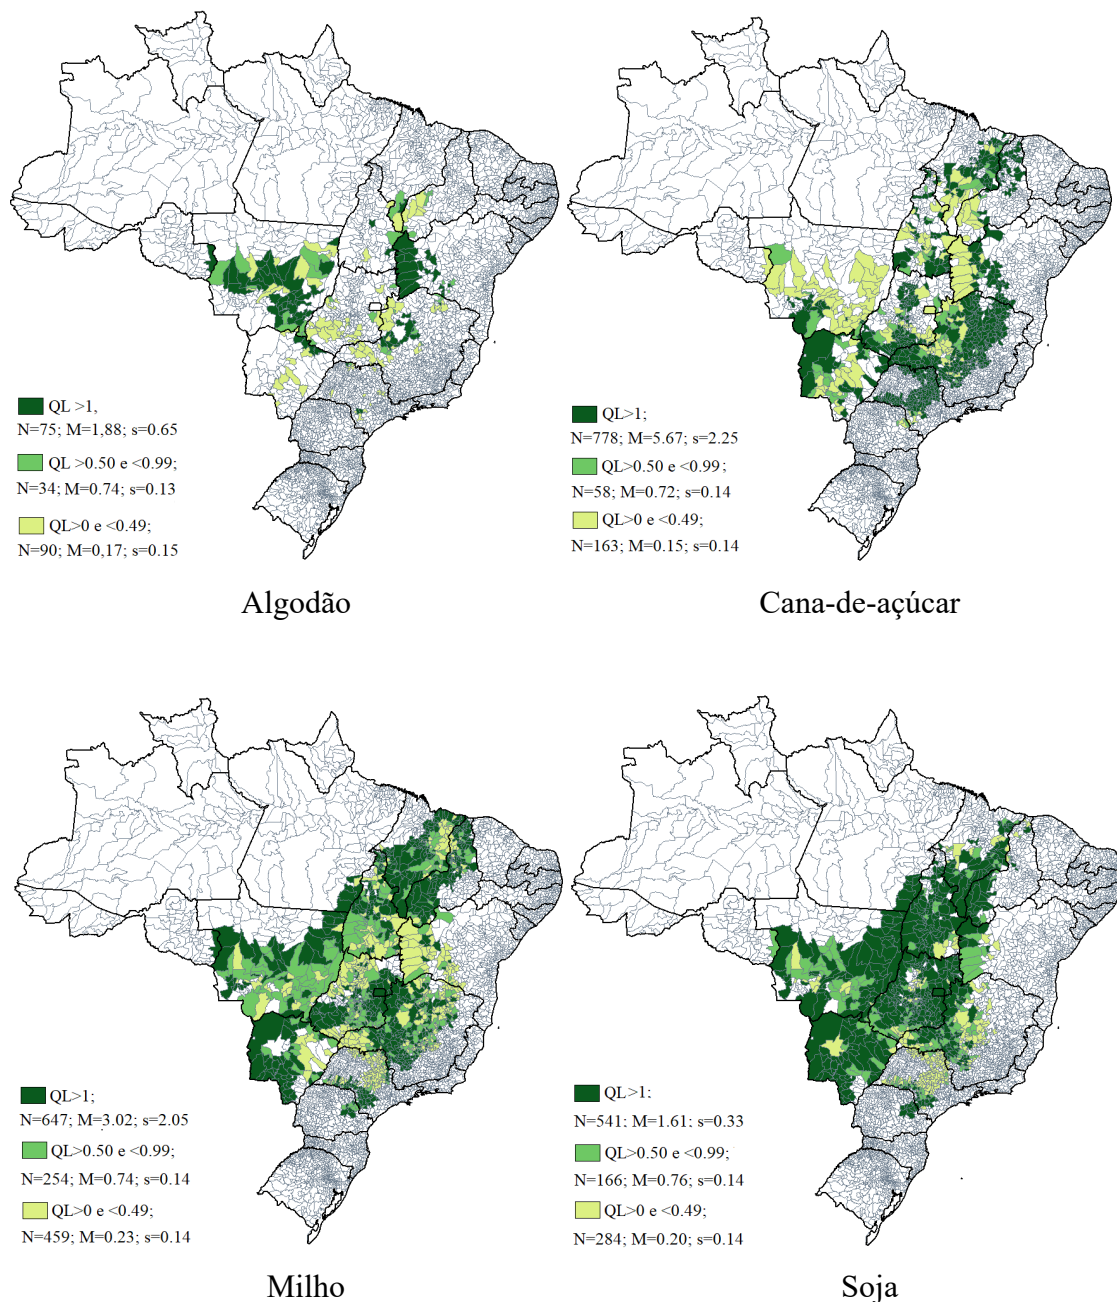 QL >1,
N=75; M=1,88; s=0.65
QL >0.50 e <0.99;
N=34; M=0.74; s=0.13
QL>0 e <0.49;
N=90; M=0,17; s=0.15
Algodão
QL>1;
N=778; M=5.67; s=2.25
QL>0.50 e <0.99;
N=58; M=0.72; s=0.14
QL>0 e <0.49;
N=163; M=0.15; s=0.14
Cana-de-açúcar
QL>1;
N=647; M=3.02; s=2.05
QL>0.50 e <0.99;
N=254; M=0.74; s=0.14
QL>0 e <0.49;
N=459; M=0.23; s=0.14
Milho
QL>1:
N=541; M=1.61; s=0.33
QL>0.50 e <0.99;
N=166; M=0.76; s=0.14
QL>0 e <0.49;
N=284; M=0.20; s=0.14
Soja